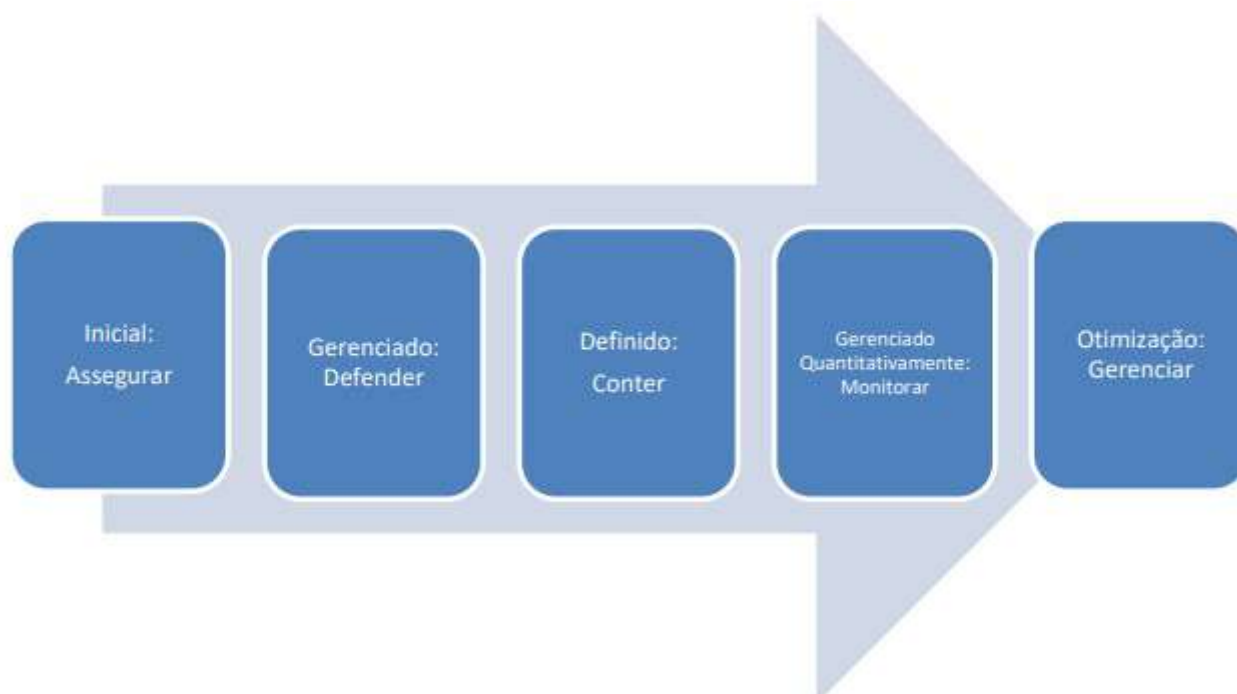 Inicial:
Assegurar
Gerenciado:
Defender
Definido:
Conter
Gerenciado
Quantitativamente:
Monitorar
Otimização:
Gerenciar